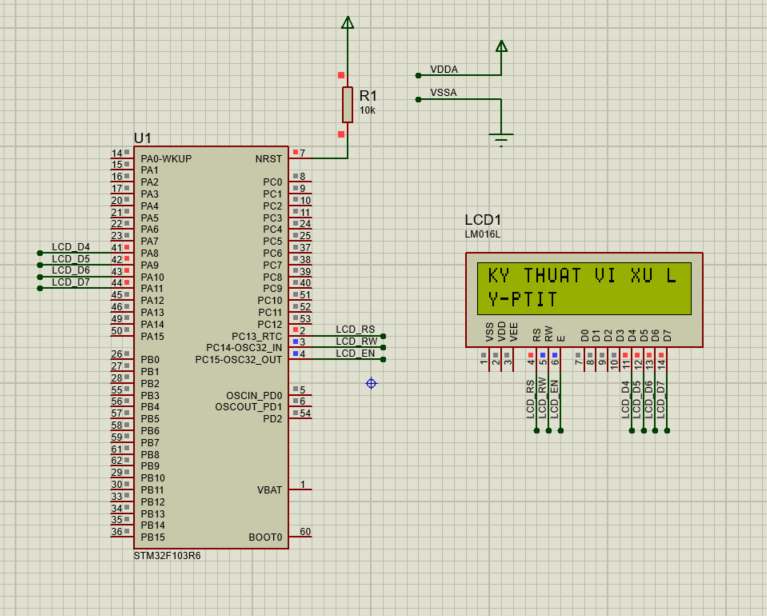 R1
10k
VDDA
VSSA
U1
14 PA0-WKUP
15 PA1
16 PA2
17 PA3
20 PA4
21 PA5
22 PA6
23 PA7
LCD_D4 41 PA8
LCD_D5 42 PA9
LCD_D6 43 PA10
LCD_D7 44 PA11
45 PA12
46 PA13
49 PA14
50 PA15
26 PB0
27 PB1
28 PB2
55 PB3
56 PB4
57 PB5
58 PB6
59 PB7
61 PB8
62 PB9
29 PB10
30 PB11
33 PB12
34 PB13
35 PB14
36 PB15
NRST 7
PC0 8
PC1 9
PC2 10
PC3 11
PC4 24
PC5 25
PC6 37
PC7 38
PC8 39
PC9 40
PC10 51
PC11 52
PC12 53
PC13_RTC 2 LCD_RS
PC14-OSC32_IN 3 LCD_RW
PC15-OSC32_OUT 4 LCD_EN
OSCIN_PD0 5
OSCOUT_PD1 6
PD2 54
VBAT 1
BOOT0 60
STM32F103R6
LCD1
LM016L
KY THUAT VI XU L
Y-PTIT
VSS VDD VEE RS RW E D0 D1 D2 D3 D4 D5 D6 D7
1 2 3 4 5 6 7 8 9 10 11 12 13 14
LCD_RS LCD_RW LCD_EN LCD_D4 LCD_D5 LCD_D6 LCD_D7